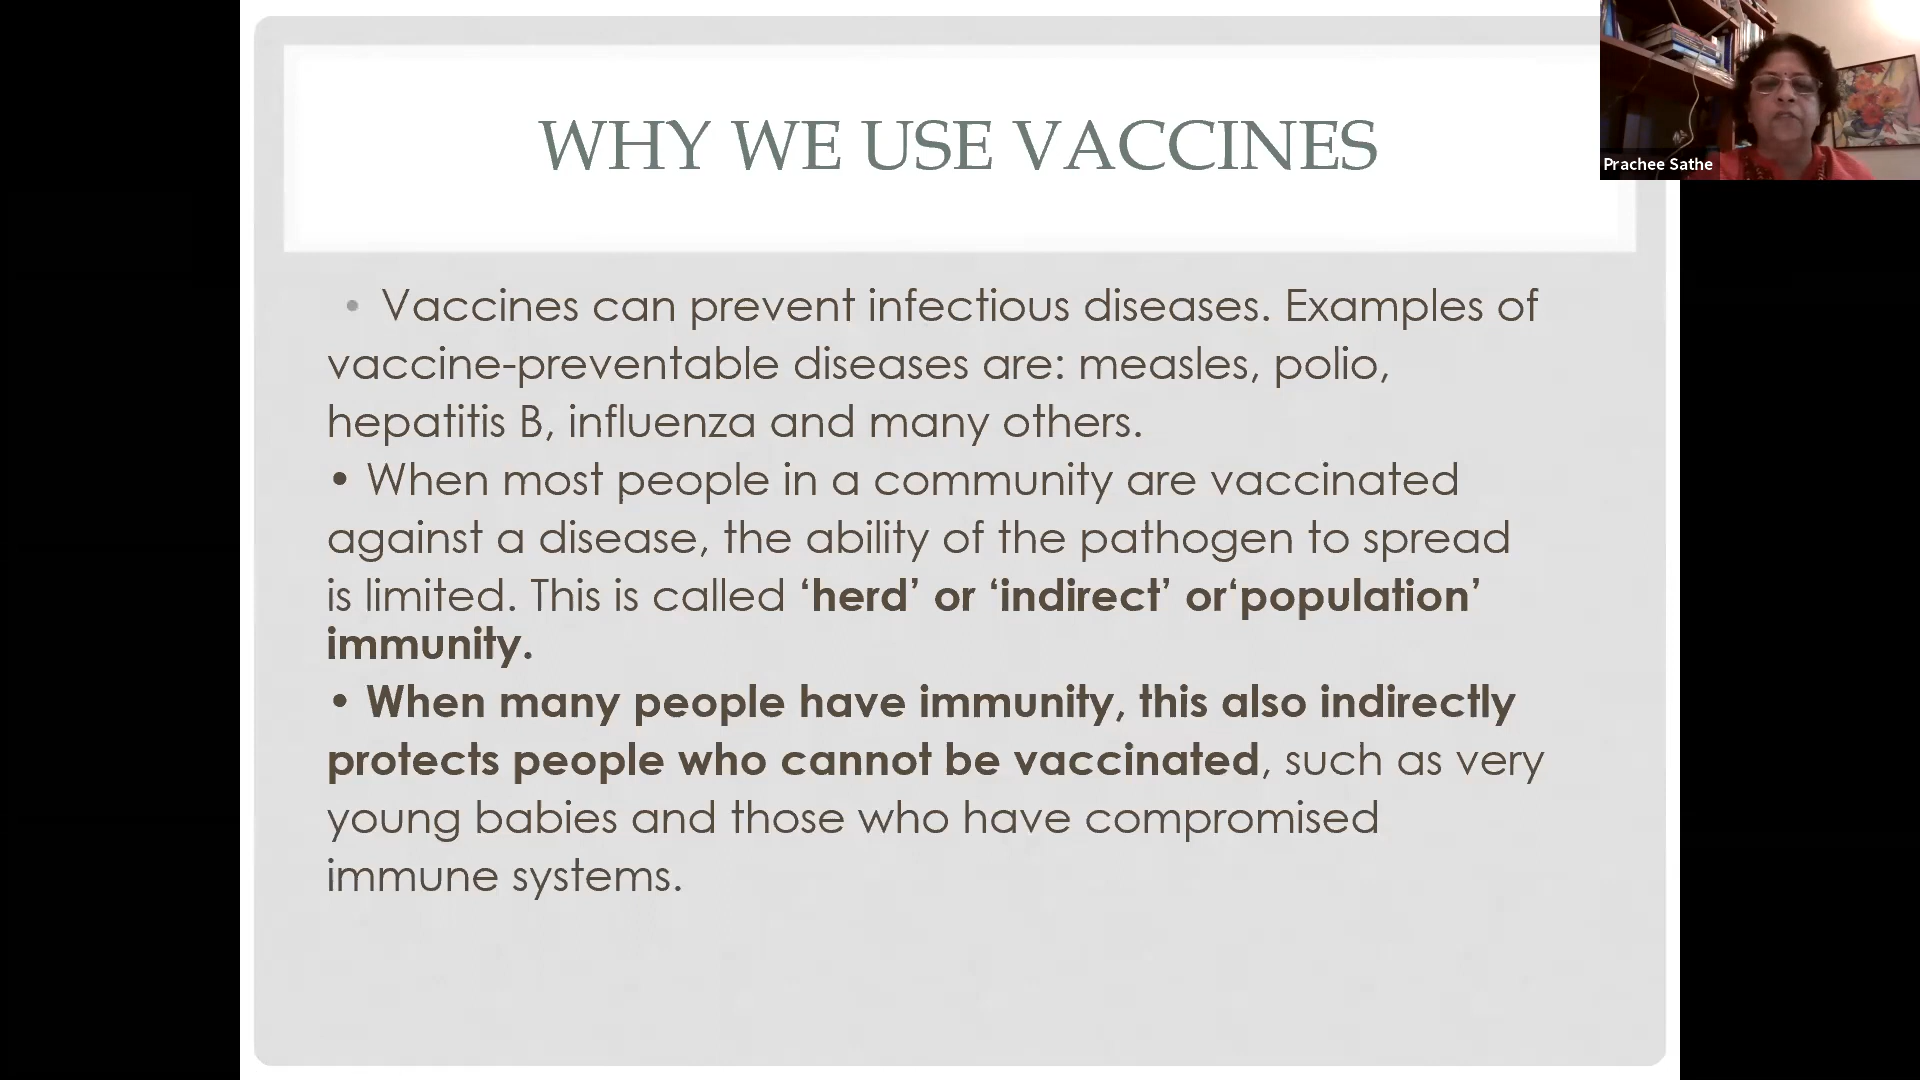 WHY WE USE VACCINES
Prachee Sathe
• Vaccines can prevent infectious diseases. Examples of
vaccine-preventable diseases are: measles, polio,
hepatitis B, influenza and many others.
• When most people in a community are vaccinated
against a disease, the ability of the pathogen to spread
is limited. This is called ‘herd’ or ‘indirect’ or‘population’
immunity.
• When many people have immunity, this also indirectly
protects people who cannot be vaccinated, such as very
young babies and those who have compromised
immune systems.